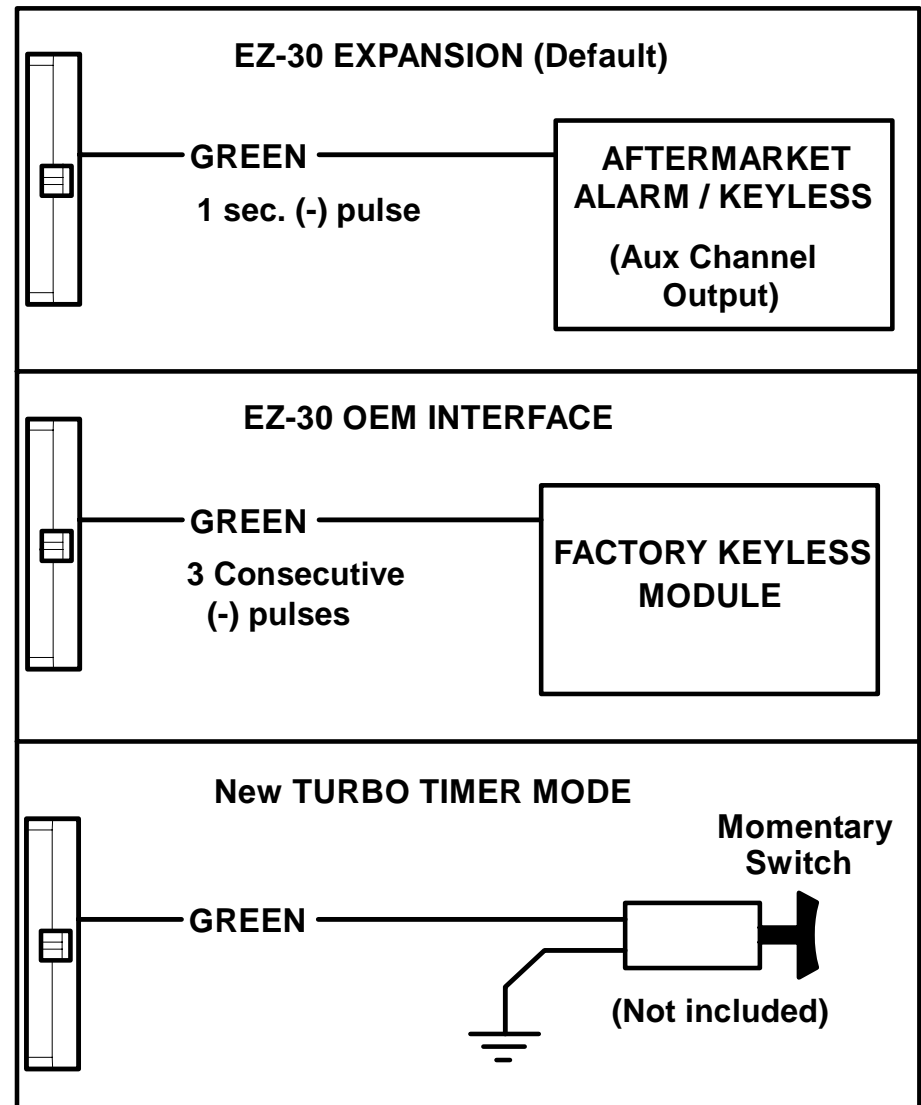 EZ-30 EXPANSION (Default)
GREEN
1 sec. (-) pulse
AFTERMARKET
ALARM / KEYLESS
(Aux Channel
Output)
EZ-30 OEM INTERFACE
GREEN
3 Consecutive
(-) pulses
FACTORY KEYLESS
MODULE
New TURBO TIMER MODE
Momentary
Switch
GREEN
(Not included)